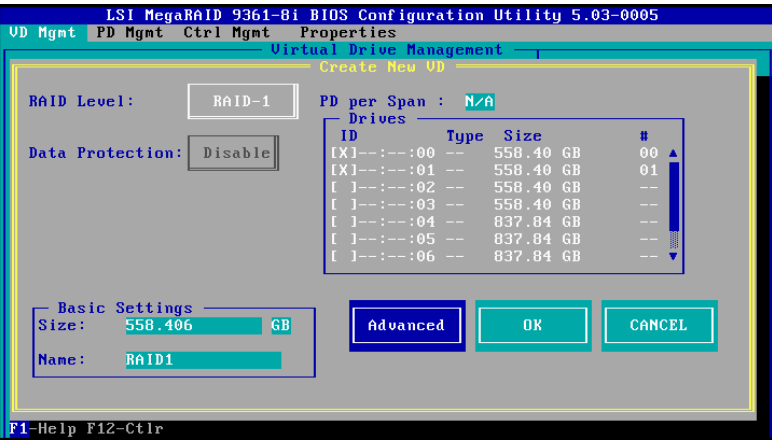 LSI MegaRAID 9361-8i BIOS Configuration Utility 5.03-0005
VD Mgmt PD Mgmt Ctrl Mgmt Properties
Virtual Drive Management
Create New VD
RAID Level: RAID-1 PD per Span : N/A
Drives
ID Type Size #
[X]--:--:00 -- 558.40 GB 00
Data Protection: Disable
[X]--:--:01 -- 558.40 GB 01
[ ]--:--:02 -- 558.40 GB --
[ ]--:--:03 -- 558.40 GB --
[ ]--:--:04 -- 837.84 GB --
[ ]--:--:05 -- 837.84 GB --
[ ]--:--:06 -- 837.84 GB --
Basic Settings
Size: 558.406 GB
Name: RAID1
Advanced OK CANCEL
F1-Help F12-Ctlr